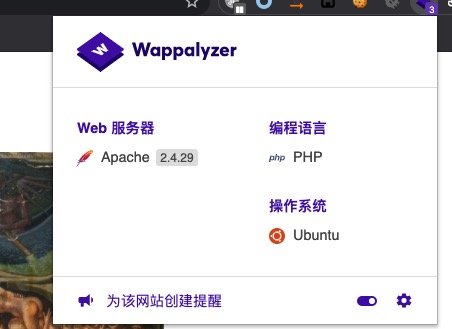 3
Wappalyzer
Web 服务器
Apache 2.4.29
编程语言
php PHP
操作系统
Ubuntu
为该网站创建提醒